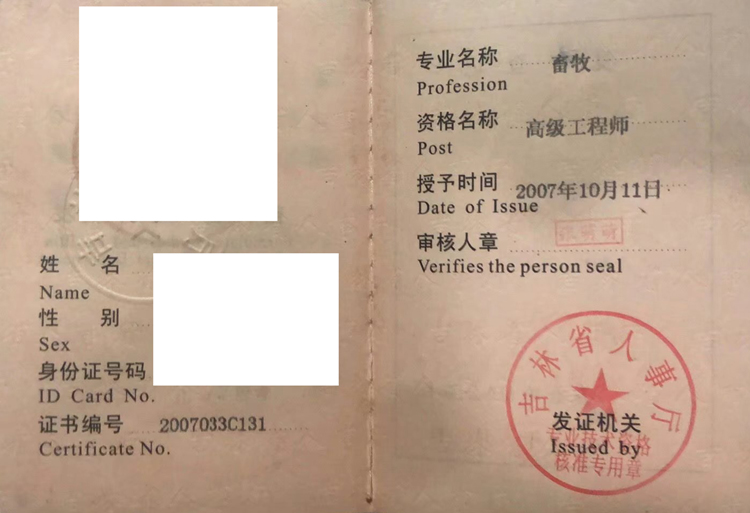 姓 名
Name
性 别
Sex
身份证号码
ID Card No.
证书编号 2007033C131
Certificate No.
专业名称 畜牧
Profession
资格名称 高级工程师
Post
授予时间 2007年10月11日
Date of Issue
审核人章
Verifies the person seal
吉林省人事厅
发证机关
专业技术资格
Issued by
核准专用章